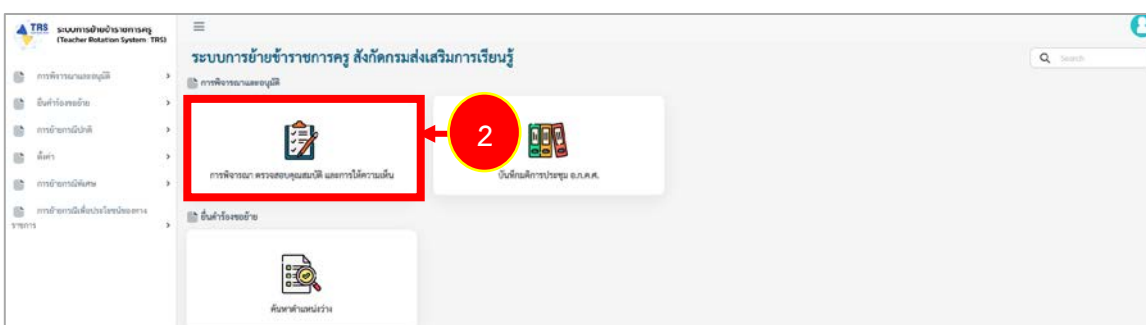 TRS ระบบการย้ายข้าราชการครู
(Teacher Rotation System: TRS)
การพิจารณาและอนุมัติ
ยื่นคำร้องขอย้าย
การย้ายกรณีปกติ
ตั้งค่า
การย้ายกรณีพิเศษ
การย้ายกรณีเพื่อประโยชน์ของทาง
ราชการ
ระบบการย้ายข้าราชการครู สังกัดกรมส่งเสริมการเรียนรู้
Search
การพิจารณาและอนุมัติ
2
การพิจารณา ตรวจสอบคุณสมบัติ และการให้ความเห็น
บันทึกมติการประชุม อ.ก.ค.ศ.
ยื่นคำร้องขอย้าย
ค้นหาตำแหน่งว่าง